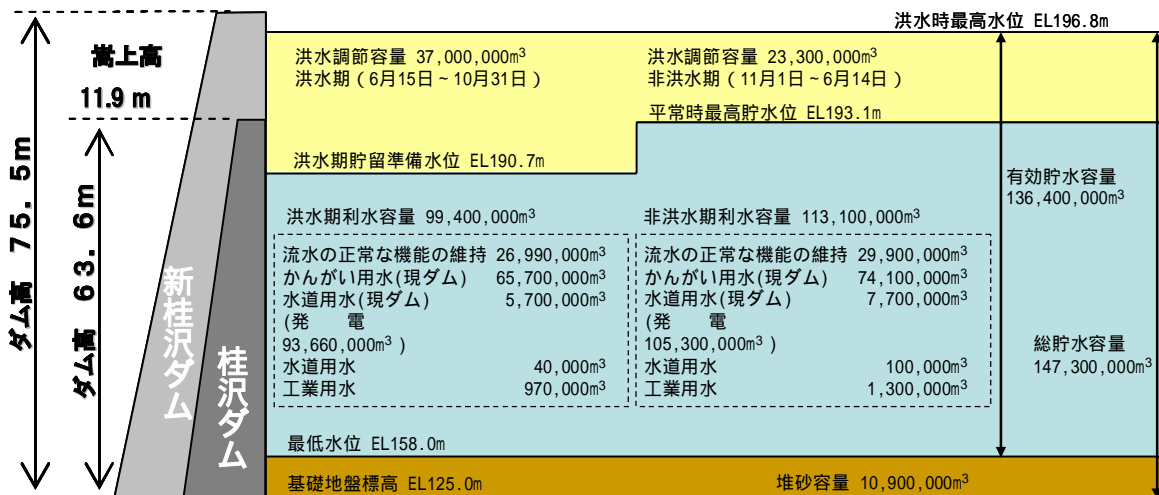 洪水時最高水位 EL196.8m
嵩上高
11.9 m
ダム高 75.5m
ダム高 63.6m
新桂沢ダム
桂沢ダム
洪水調節容量 37,000,000m³
洪水期(6月15日~10月31日)
洪水調節容量 23,300,000m³
非洪水期(11月1日~6月14日)
平常時最高貯水位 EL193.1m
洪水期貯留準備水位 EL190.7m
有効貯水容量
136,400,000m³
洪水期利水容量 99,400,000m³
流水の正常な機能の維持 26,990,000m³
かんがい用水(現ダム) 65,700,000m³
水道用水(現ダム) 5,700,000m³
(発 電
93,660,000m³ )
水道用水 40,000m³
工業用水 970,000m³
非洪水期利水容量 113,100,000m³
流水の正常な機能の維持 29,900,000m³
かんがい用水(現ダム) 74,100,000m³
水道用水(現ダム) 7,700,000m³
(発 電
105,300,000m³ )
水道用水 100,000m³
工業用水 1,300,000m³
総貯水容量
147,300,000m³
最低水位 EL158.0m
基礎地盤標高 EL125.0m
堆砂容量 10,900,000m³